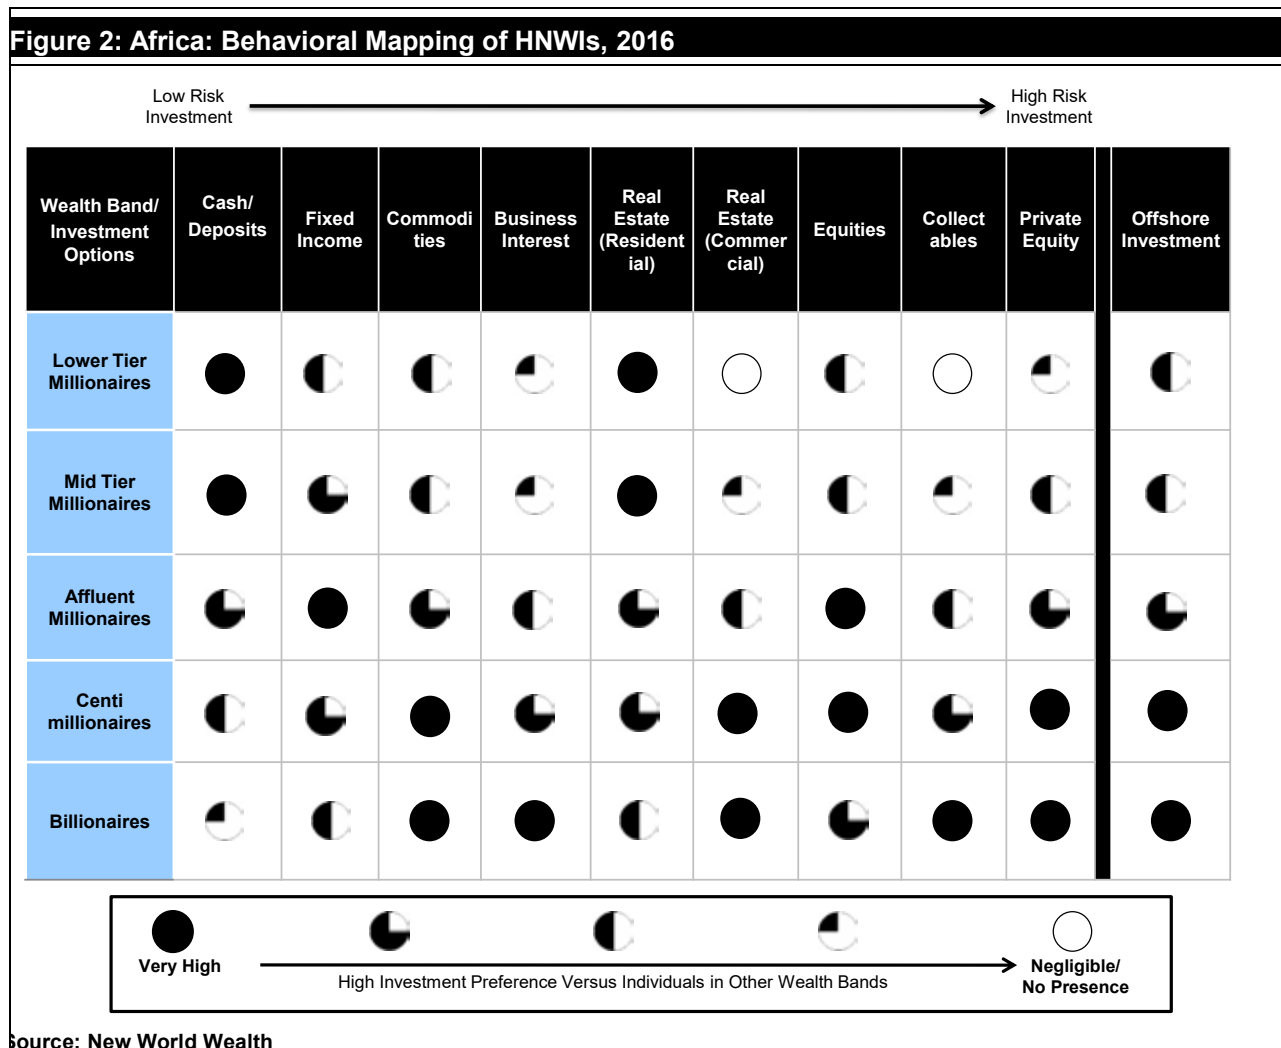 Figure 2: Africa: Behavioral Mapping of HNWIs, 2016
Low Risk
Investment
High Risk
Investment
Wealth Band/
Investment
Options
Cash/
Deposits
Fixed
Income
Commodi
ties
Business
Interest
Real
Estate
(Resident
ial)
Real
Estate
(Commer
cial)
Equities
Collect
ables
Private
Equity
Offshore
Investment
Lower Tier
Millionaires
Mid Tier
Millionaires
Affluent
Millionaires
Centi
millionaires
Billionaires
Very High
High Investment Preference Versus Individuals in Other Wealth Bands
Negligible/
No Presence
Source: New World Wealth